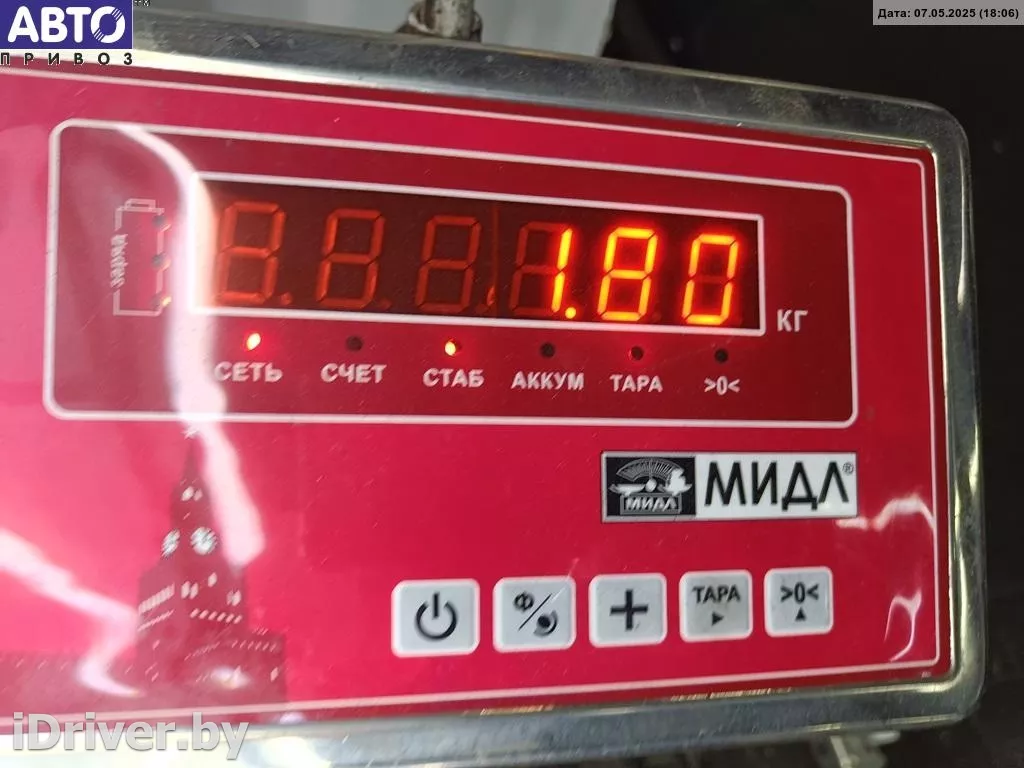 АВТО
ПРИВОЗ
Дата: 07.05.2025 (18:06)
1.80
КГ
СЕТЬ СЧЕТ СТАБ АККУМ ТАРА >0<
МИДЛ МИДЛ®
Ф ТАРА >0<
iDriver.by